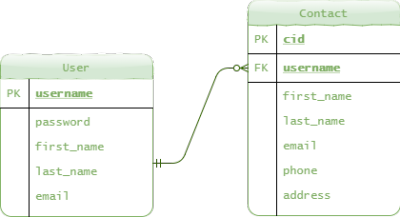 User
PK username
password
first_name
last_name
email
Contact
PK cid
FK username
first_name
last_name
email
phone
address